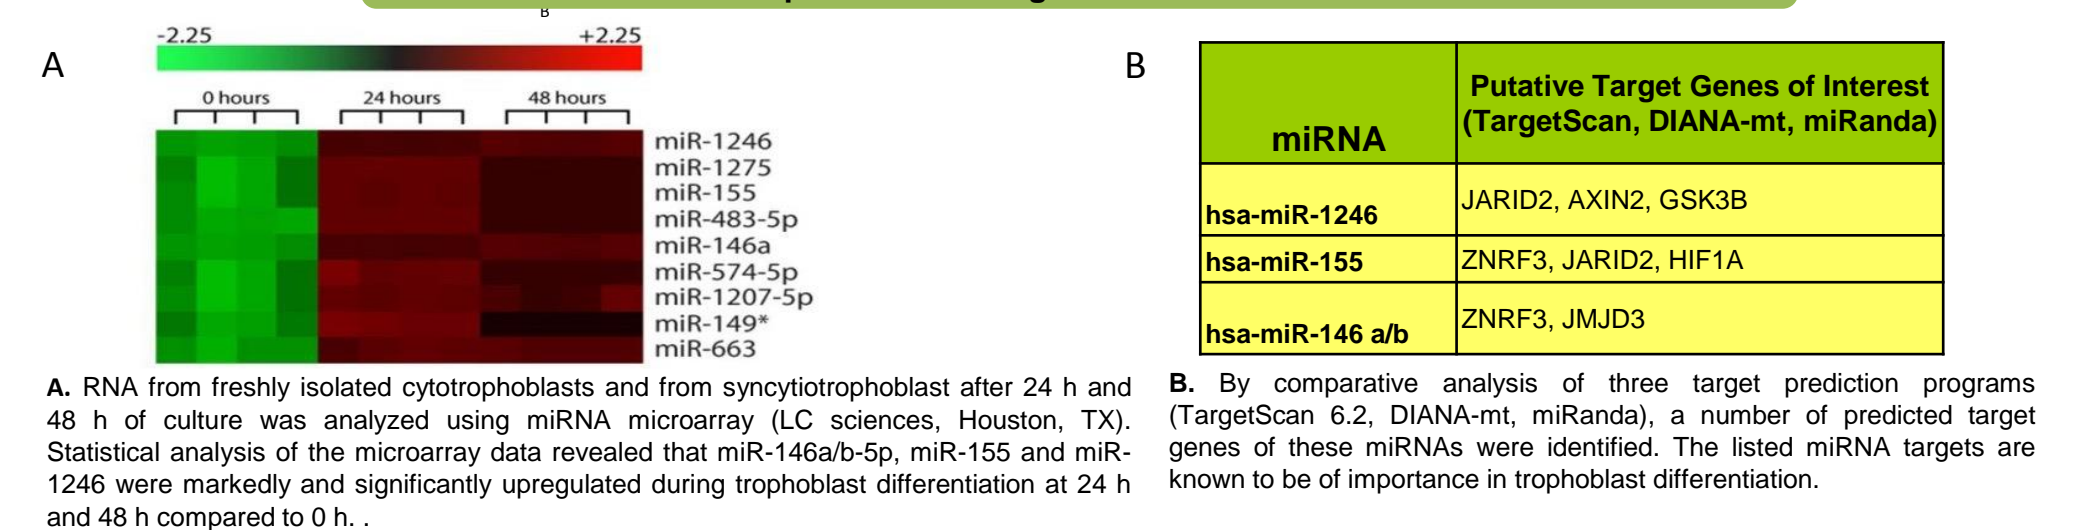 B
-2.25 +2.25
A
0 hours 24 hours 48 hours
miR-1246
miR-1275
miR-155
miR-483-5p
miR-146a
miR-574-5p
miR-1207-5p
miR-149*
miR-663
A. RNA from freshly isolated cytotrophoblasts and from syncytiotrophoblast after 24 h and
48 h of culture was analyzed using miRNA microarray (LC sciences, Houston, TX).
Statistical analysis of the microarray data revealed that miR-146a/b-5p, miR-155 and miR-
1246 were markedly and significantly upregulated during trophoblast differentiation at 24 h
and 48 h compared to 0 h. .
B
miRNA
Putative Target Genes of Interest
(TargetScan, DIANA-mt, miRanda)
hsa-miR-1246 JARID2, AXIN2, GSK3B
hsa-miR-155 ZNRF3, JARID2, HIF1A
hsa-miR-146 a/b ZNRF3, JMJD3
B. By comparative analysis of three target prediction programs
(TargetScan 6.2, DIANA-mt, miRanda), a number of predicted target
genes of these miRNAs were identified. The listed miRNA targets are
known to be of importance in trophoblast differentiation.